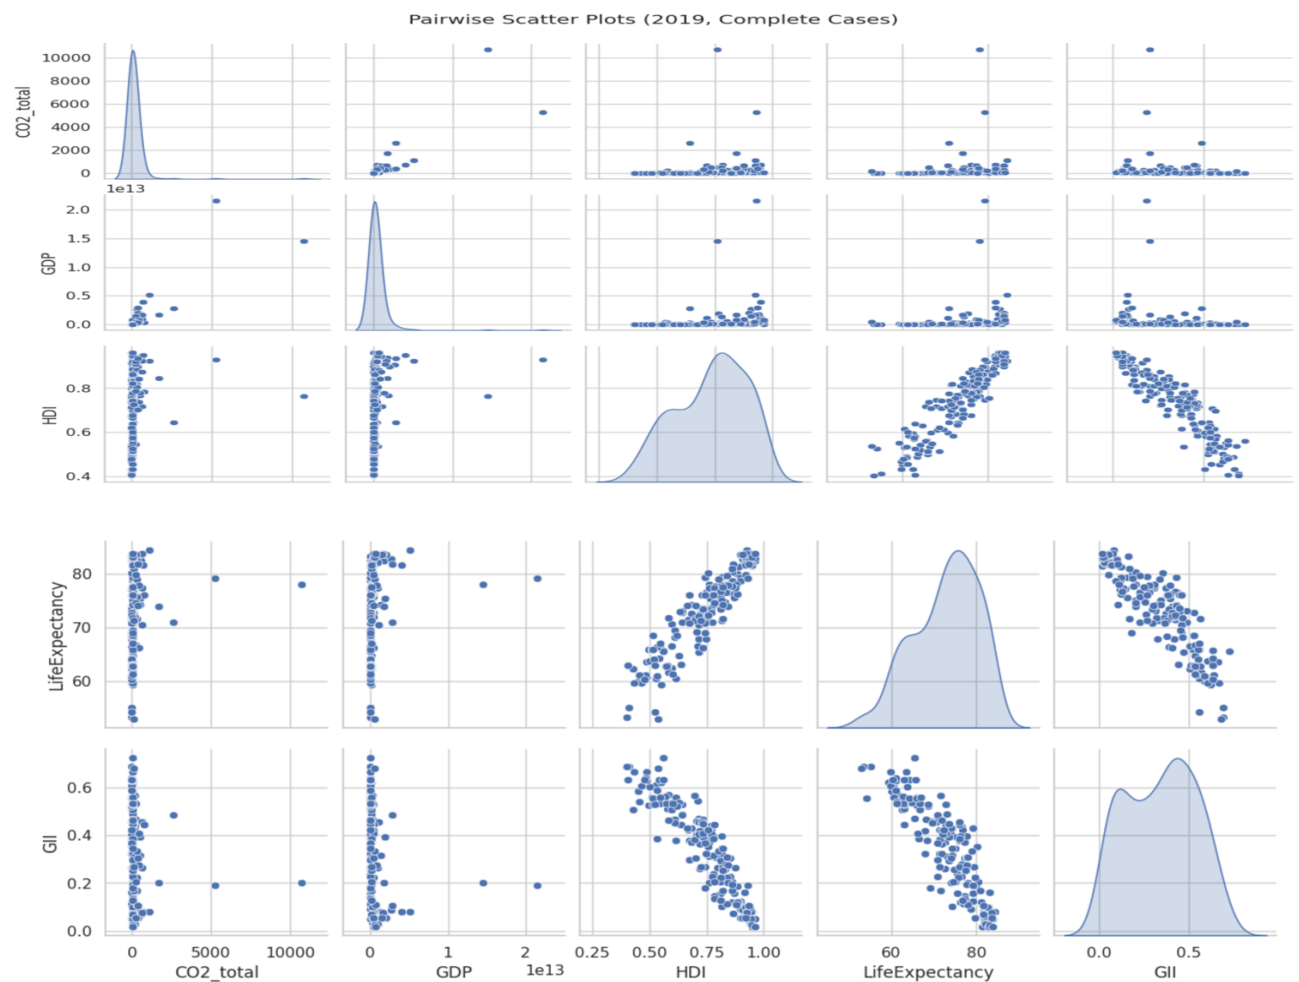 Pairwise Scatter Plots (2019, Complete Cases)
CO2_total
10000
8000
6000
4000
2000
0
1e13
GDP
2.0
1.5
1.0
0.5
0.0
HDI
0.8
0.6
0.4
LifeExpectancy
80
70
60
GII
0.6
0.4
0.2
0.0
0 5000 10000 0 1 2 0.25 0.50 0.75 1.00 60 80 0.0 0.5
1e13
CO2_total GDP HDI LifeExpectancy GII